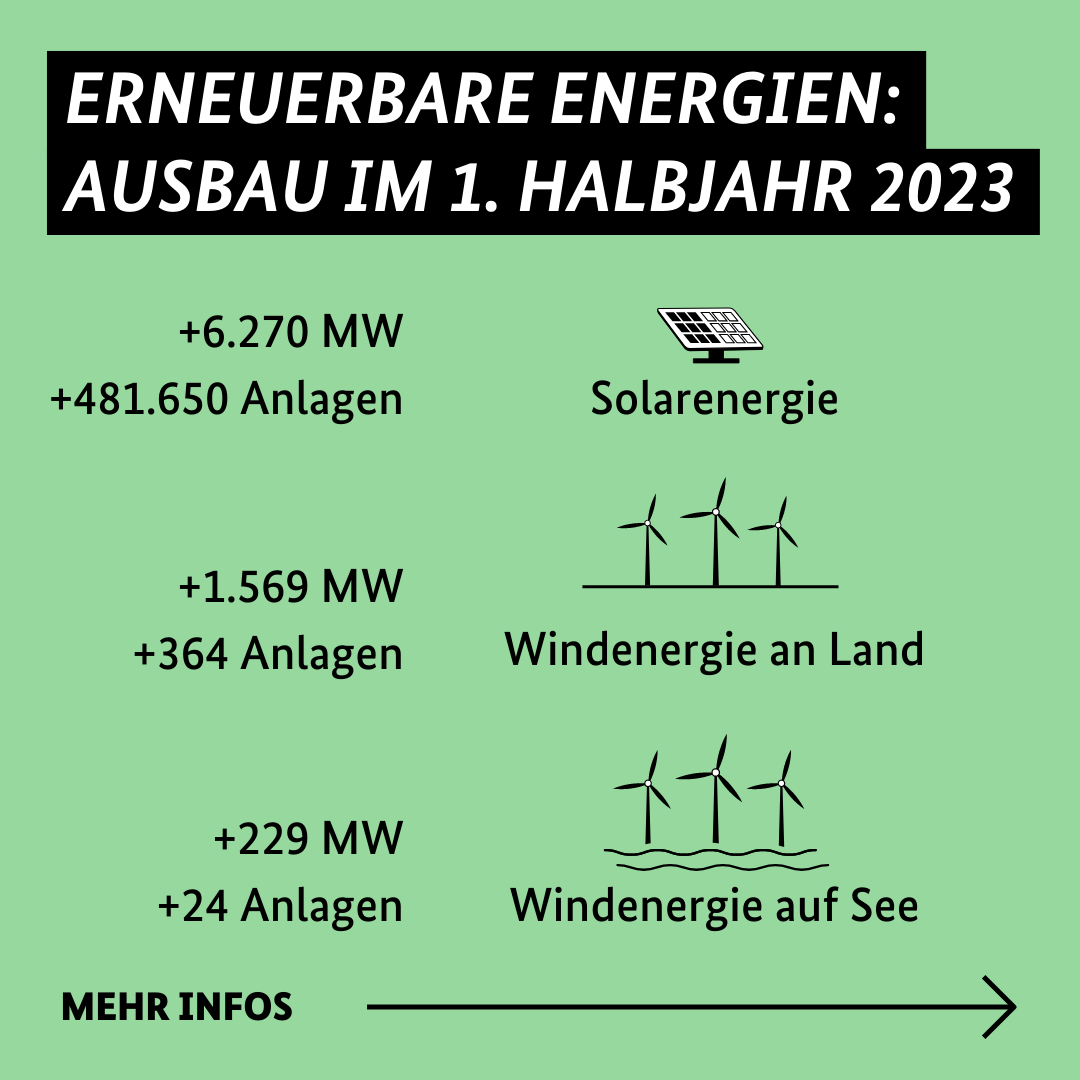 ERNEUERBARE ENERGIEN:
AUSBAU IM 1. HALBJAHR 2023
+6.270 MW
+481.650 Anlagen
Solarenergie
+1.569 MW
+364 Anlagen
Windenergie an Land
+229 MW
+24 Anlagen
Windenergie auf See
MEHR INFOS